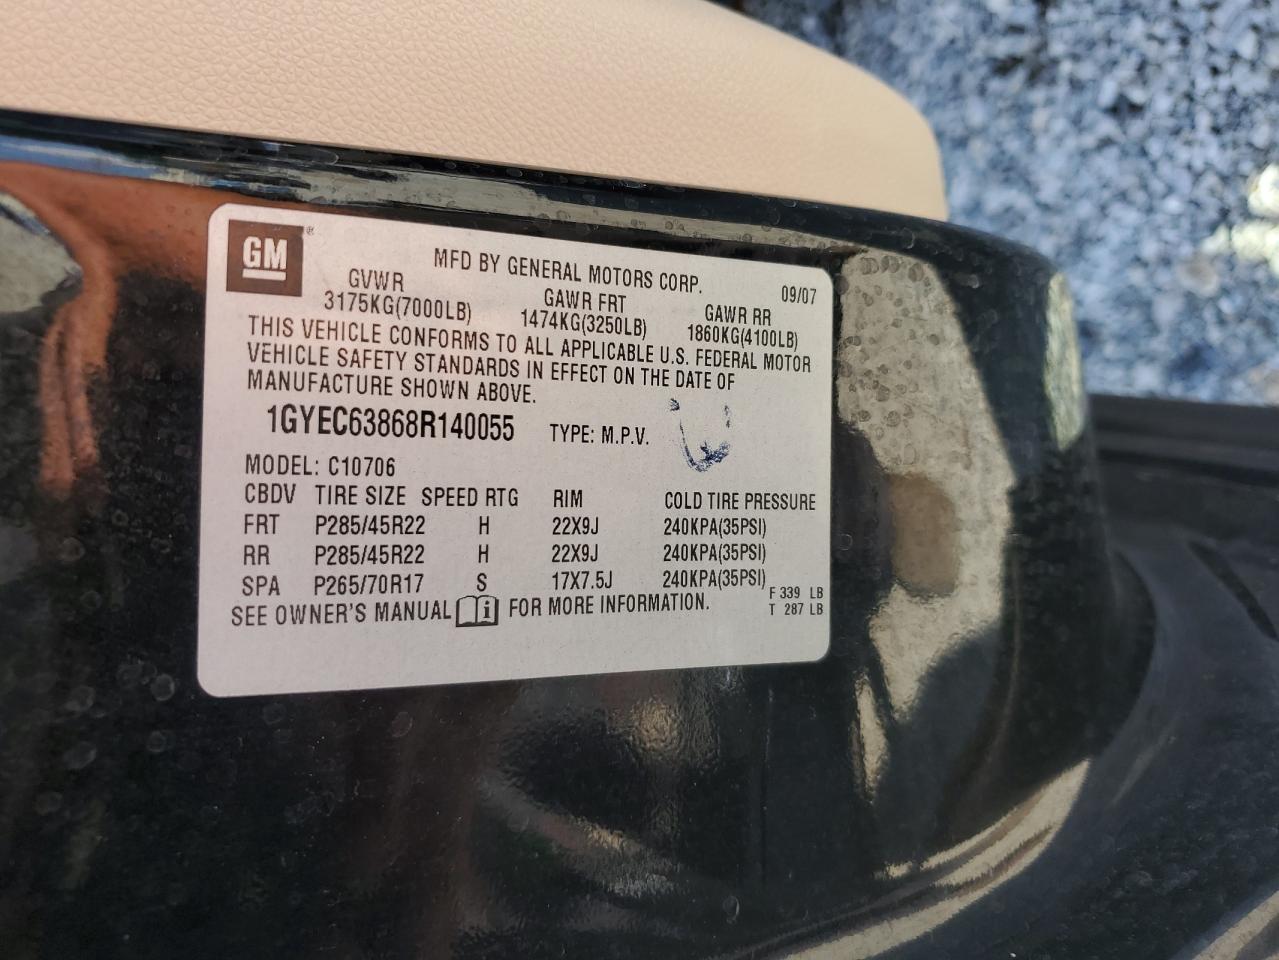 GM ®
MFD BY GENERAL MOTORS CORP.
09/07
GVWR GAWR FRT GAWR RR
3175KG(7000LB) 1474KG(3250LB) 1860KG(4100LB)
THIS VEHICLE CONFORMS TO ALL APPLICABLE U.S. FEDERAL MOTOR
VEHICLE SAFETY STANDARDS IN EFFECT ON THE DATE OF
MANUFACTURE SHOWN ABOVE.
1GYEC63868R140055 TYPE: M.P.V.
MODEL: C10706
CBDV TIRE SIZE SPEED RTG RIM COLD TIRE PRESSURE
FRT P285/45R22 H 22X9J 240KPA(35PSI)
RR P285/45R22 H 22X9J 240KPA(35PSI)
SPA P265/70R17 S 17X7.5J 240KPA(35PSI)
SEE OWNER'S MANUAL i FOR MORE INFORMATION.
F 339 LB
T 287 LB